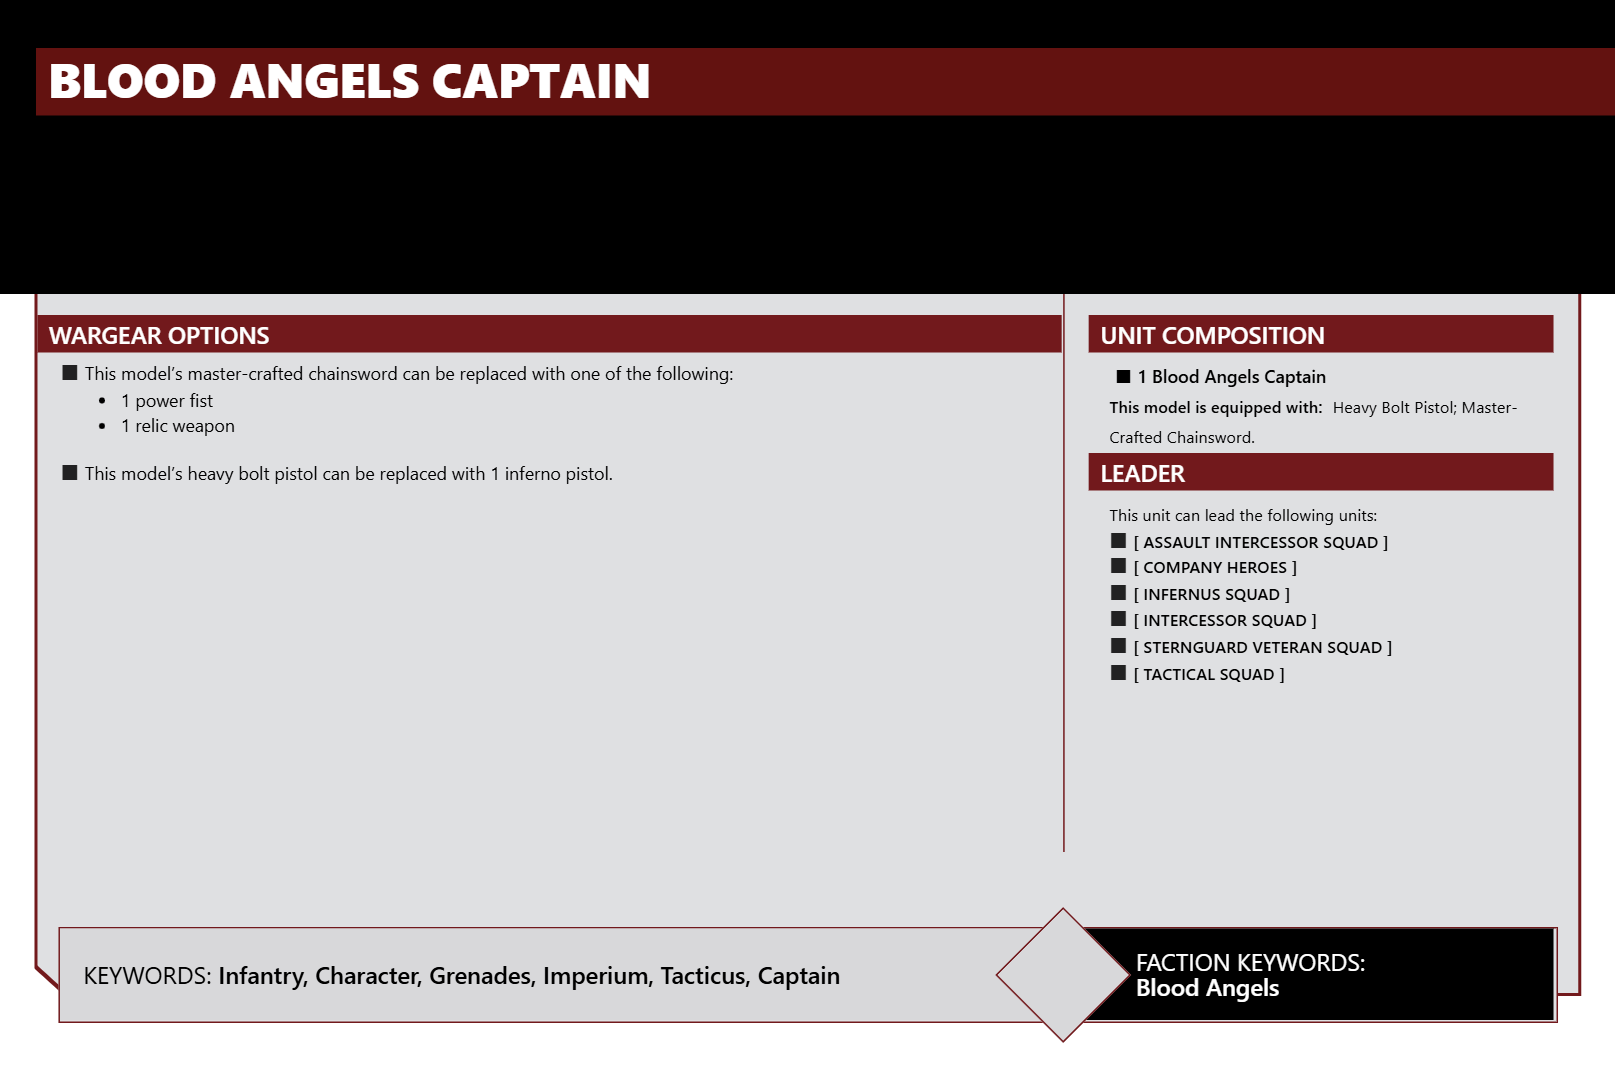 BLOOD ANGELS CAPTAIN
WARGEAR OPTIONS
This model’s master-crafted chainsword can be replaced with one of the following:
• 1 power fist
• 1 relic weapon
This model’s heavy bolt pistol can be replaced with 1 inferno pistol.
UNIT COMPOSITION
■ 1 Blood Angels Captain
This model is equipped with: Heavy Bolt Pistol; Master-
Crafted Chainsword.
LEADER
This unit can lead the following units:
■ [ ASSAULT INTERCESSOR SQUAD ]
■ [ COMPANY HEROES ]
■ [ INFERNUS SQUAD ]
■ [ INTERCESSOR SQUAD ]
■ [ STERNGUARD VETERAN SQUAD ]
■ [ TACTICAL SQUAD ]
KEYWORDS: Infantry, Character, Grenades, Imperium, Tacticus, Captain
FACTION KEYWORDS:
Blood Angels